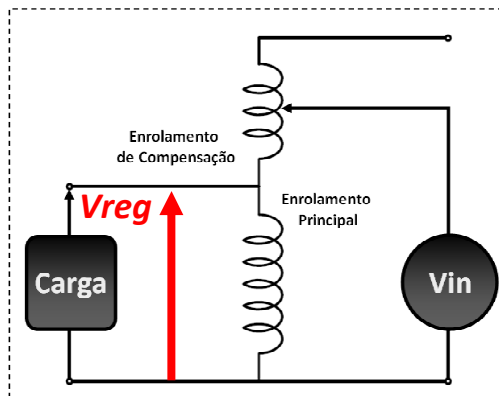 Enrolamento
de Compensação
Vreg
Enrolamento
Principal
Carga
Vin